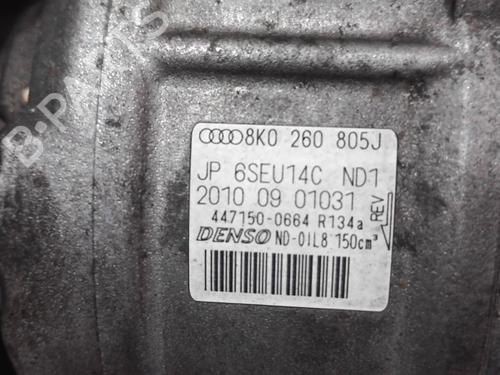 8K0 260 805J
JP 6SEU14C ND1
2010 09 01031
447150-0664 R134a
DENSO ND-OIL8 150cm³
REV
B-PARTS